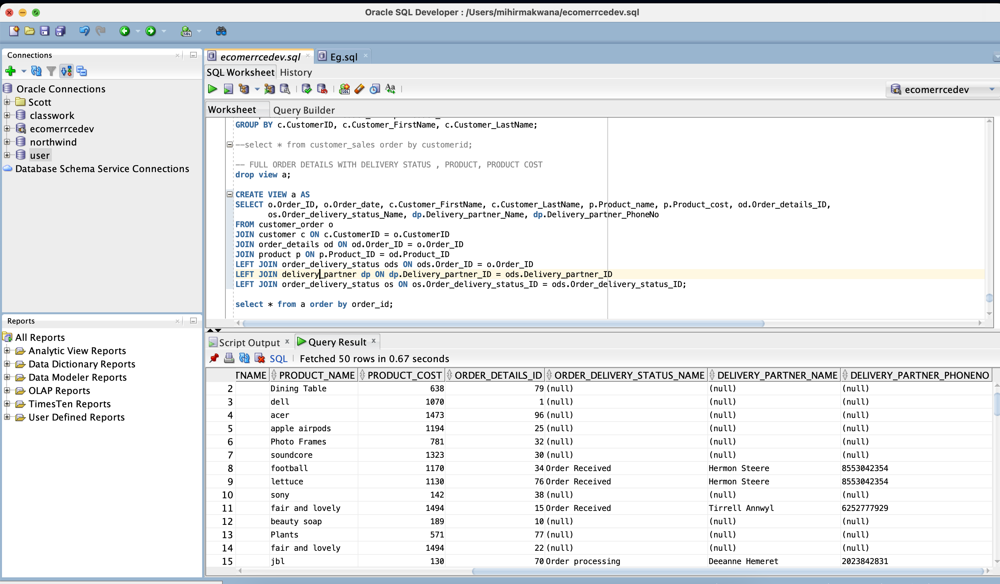 Oracle SQL Developer : /Users/mihirmakwana/ecomerrcedev.sql
Connections
Oracle Connections
Scott
classwork
ecomerrcedev
northwind
user
Database Schema Service Connections
Reports
All Reports
Analytic View Reports
Data Dictionary Reports
Data Modeler Reports
OLAP Reports
TimesTen Reports
User Defined Reports
ecomerrcedev.sql
Eg.sql
SQL Worksheet History
ecomerrcedev
Worksheet Query Builder
GROUP BY c.CustomerID, c.Customer_FirstName, c.Customer_LastName;
--select * from customer_sales order by customerid;
-- FULL ORDER DETAILS WITH DELIVERY STATUS , PRODUCT, PRODUCT COST
drop view a;
CREATE VIEW a AS
SELECT o.Order_ID, o.Order_date, c.Customer_FirstName, c.Customer_LastName, p.Product_name, p.Product_cost, od.Order_details_ID,
os.Order_delivery_status_Name, dp.Delivery_partner_Name, dp.Delivery_partner_PhoneNo
FROM customer_order o
JOIN customer c ON c.CustomerID = o.CustomerID
JOIN order_details od ON od.Order_ID = o.Order_ID
JOIN product p ON p.Product_ID = od.Product_ID
LEFT JOIN order_delivery_status ods ON ods.Order_ID = o.Order_ID
LEFT JOIN delivery_partner dp ON dp.Delivery_partner_ID = ods.Delivery_partner_ID
LEFT JOIN order_delivery_status os ON os.Order_delivery_status_ID = ods.Order_delivery_status_ID;
select * from a order by order_id;
Script Output Query Result
SQL Fetched 50 rows in 0.67 seconds
TNAME PRODUCT_NAME PRODUCT_COST ORDER_DETAILS_ID ORDER_DELIVERY_STATUS_NAME DELIVERY_PARTNER_NAME DELIVERY_PARTNER_PHONENO
2 Dining Table 638 79 (null) (null) (null)
3 dell 1070 1 (null) (null) (null)
4 acer 1473 96 (null) (null) (null)
5 apple airpods 1194 25 (null) (null) (null)
6 Photo Frames 781 32 (null) (null) (null)
7 soundcore 1323 30 (null) (null) (null)
8 football 1170 34 Order Received Hermon Steere 8553042354
9 lettuce 1130 76 Order Received Hermon Steere 8553042354
10 sony 142 38 (null) (null) (null)
11 fair and lovely 1494 15 Order Received Tirrell Annwyl 6252777929
12 beauty soap 189 10 (null) (null) (null)
13 Plants 571 77 (null) (null) (null)
14 fair and lovely 1494 22 (null) (null) (null)
15 jbl 130 70 Order processing Deeanne Hemeret 2023842831